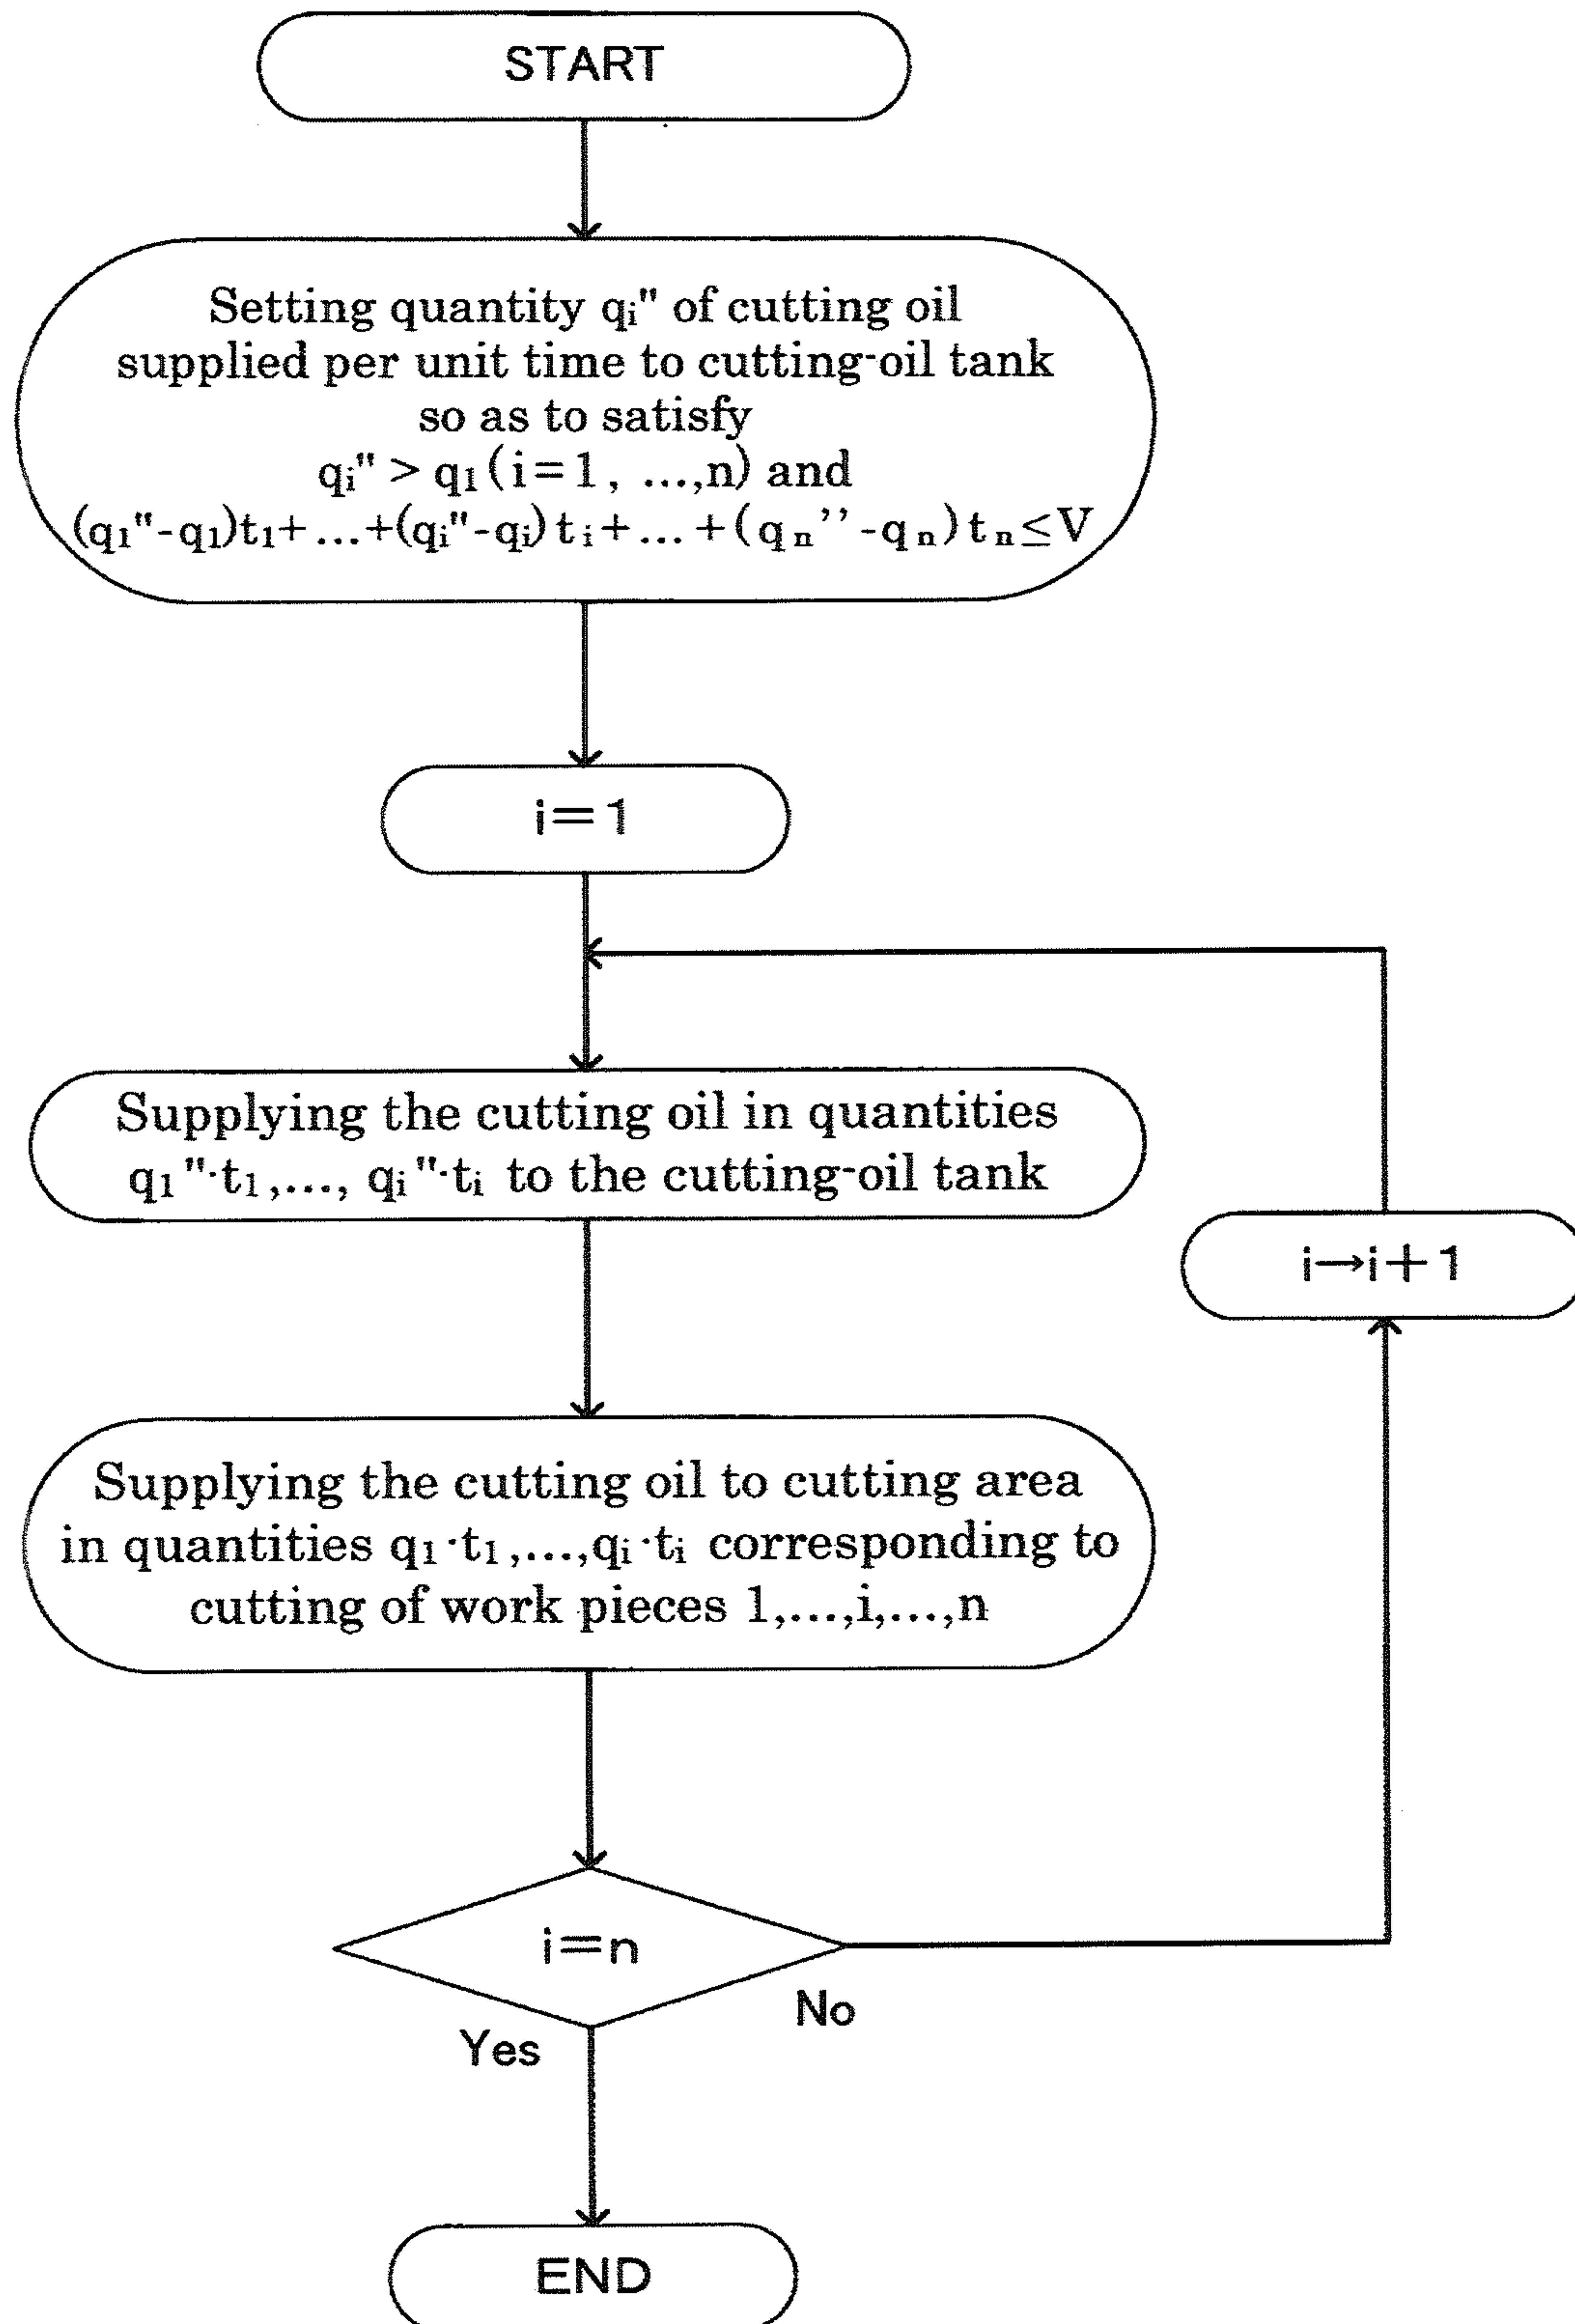 START
Setting quantity qi" of cutting oil
supplied per unit time to cutting-oil tank
so as to satisfy
qi" > q1 (i=1, ...,n) and
(q1"-q1)t1+...+(qi"-qi)ti+...+(qn''-qn)tn≤V
i=1
Supplying the cutting oil in quantities
q1"·t1,..., qi"·ti to the cutting-oil tank
i→i+1
Supplying the cutting oil to cutting area
in quantities q1·t1,...,qi·ti corresponding to
cutting of work pieces 1,...,i,...,n
i=n
No
Yes
END